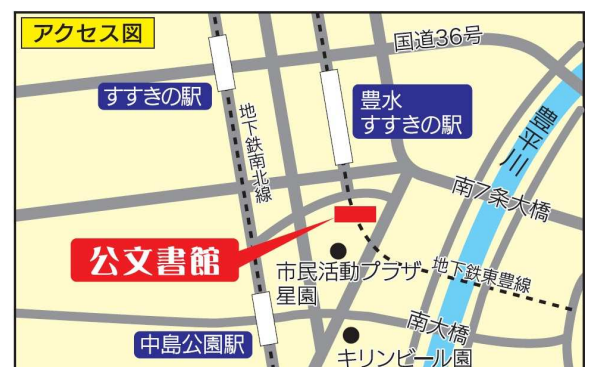 アクセス図
国道36号
すすきの駅
豊水
すすきの駅
地下鉄南北線
豊平川
南7条大橋
公文書館
市民活動プラザ
星園
地下鉄東豊線
中島公園駅
南大橋
キリンビール園